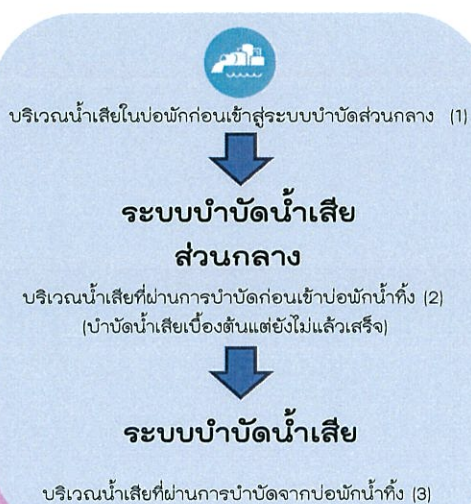 บริเวณน้ำเสียในบ่อพักก่อนเข้าสู่ระบบบำบัดส่วนกลาง (1)
ระบบบำบัดน้ำเสีย
ส่วนกลาง
บริเวณน้ำเสียที่ผ่านการบำบัดก่อนเข้าบ่อพักน้ำทิ้ง (2)
(บำบัดน้ำเสียเบื้องต้นแต่ยังไม่แล้วเสร็จ)
ระบบบำบัดน้ำเสีย
บริเวณน้ำเสียที่ผ่านการบำบัดจากบ่อพักน้ำทิ้ง (3)